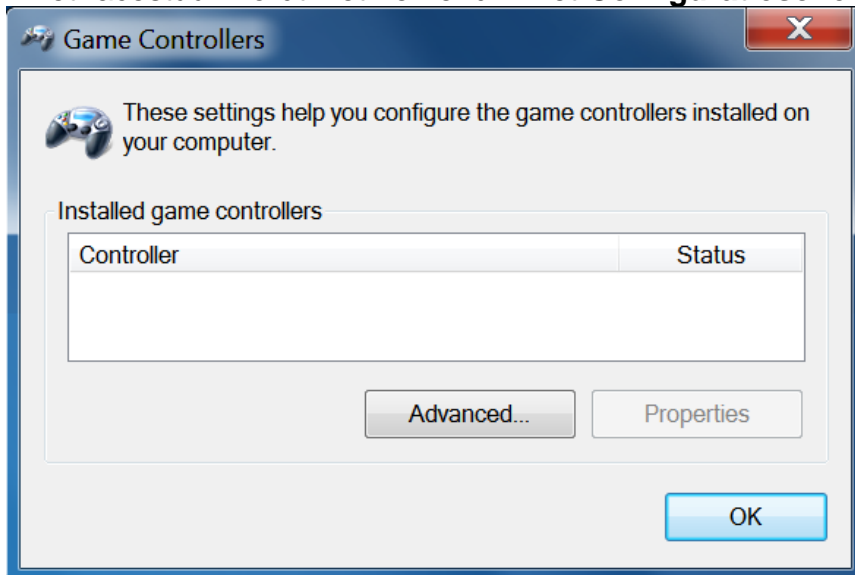 Game Controllers
These settings help you configure the game controllers installed on
your computer.
Installed game controllers
Controller Status
Advanced... Properties
OK